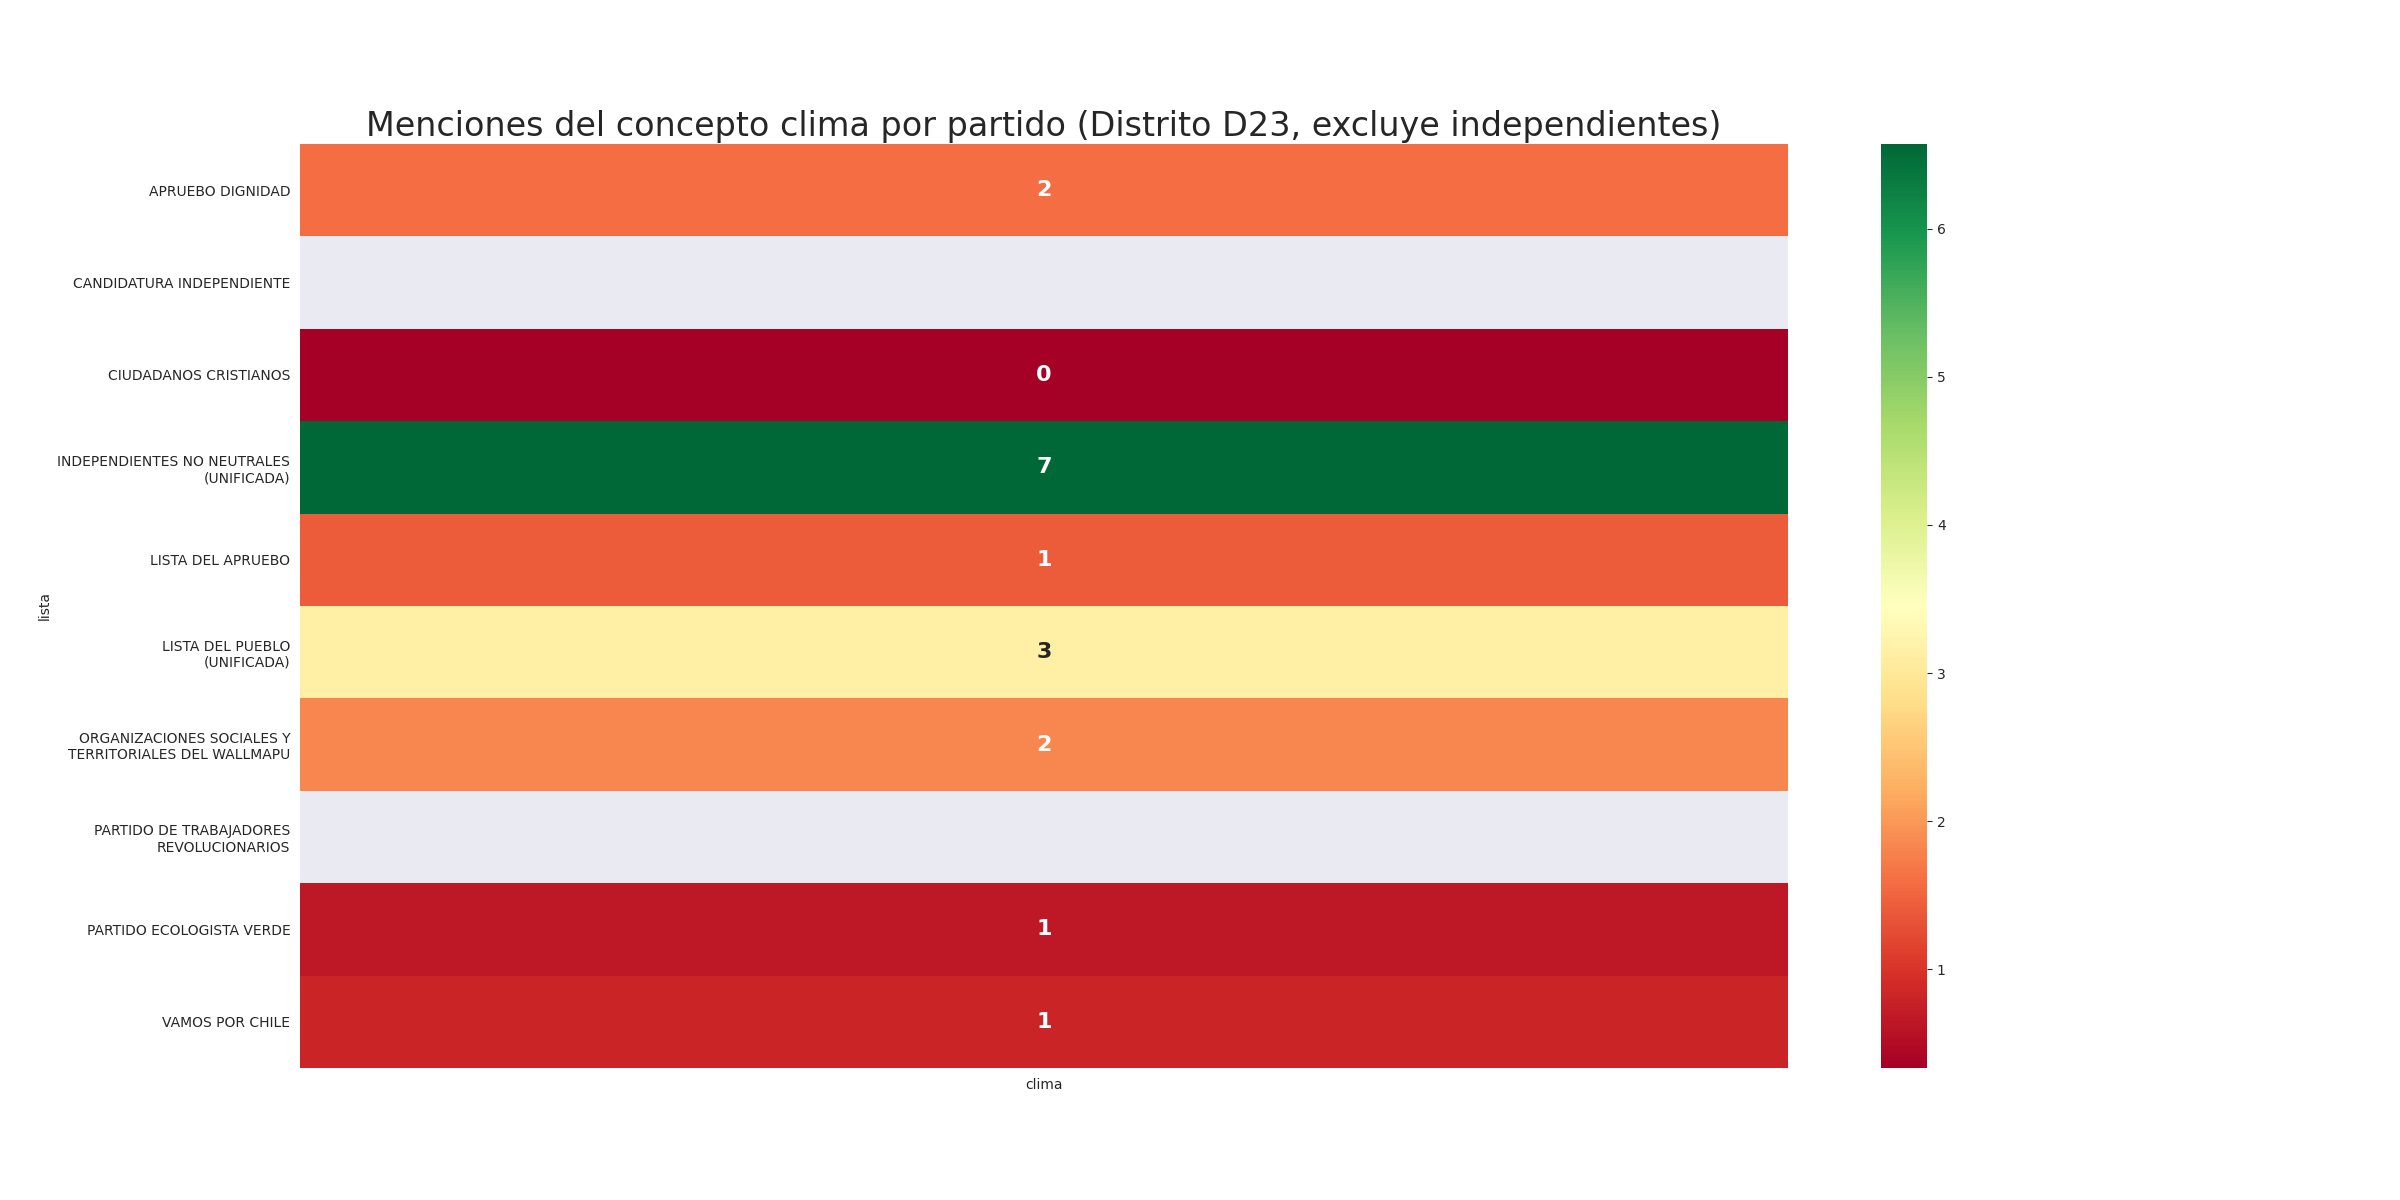 Menciones del concepto clima por partido (Distrito D23, excluye independientes)
lista
APRUEBO DIGNIDAD
2
CANDIDATURA INDEPENDIENTE
CIUDADANOS CRISTIANOS
0
INDEPENDIENTES NO NEUTRALES
(UNIFICADA)
7
LISTA DEL APRUEBO
1
LISTA DEL PUEBLO
(UNIFICADA)
3
ORGANIZACIONES SOCIALES Y
TERRITORIALES DEL WALLMAPU
2
PARTIDO DE TRABAJADORES
REVOLUCIONARIOS
PARTIDO ECOLOGISTA VERDE
1
VAMOS POR CHILE
1
clima
6
5
4
3
2
1